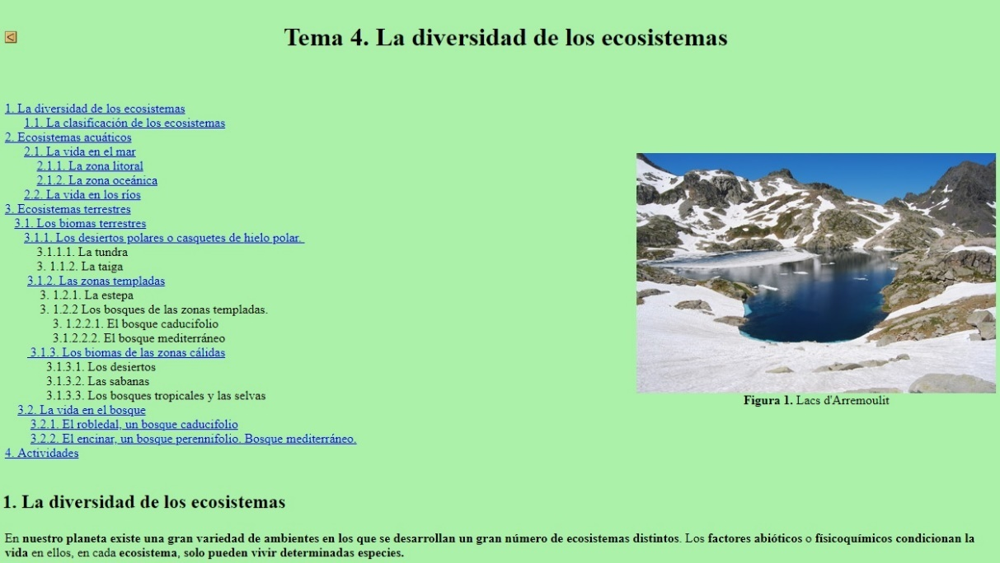 Tema 4. La diversidad de los ecosistemas
1. La diversidad de los ecosistemas
1.1. La clasificación de los ecosistemas
2. Ecosistemas acuáticos
2.1. La vida en el mar
2.1.1. La zona litoral
2.1.2. La zona oceánica
2.2. La vida en los ríos
3. Ecosistemas terrestres
3.1. Los biomas terrestres
3.1.1. Los desiertos polares o casquetes de hielo polar.
3.1.1.1. La tundra
3. 1.1.2. La taiga
3.1.2. Las zonas templadas
3. 1.2.1. La estepa
3. 1.2.2 Los bosques de las zonas templadas.
3. 1.2.2.1. El bosque caducifolio
3.1.2.2.2. El bosque mediterráneo
3.1.3. Los biomas de las zonas cálidas
3.1.3.1. Los desiertos
3.1.3.2. Las sabanas
3.1.3.3. Los bosques tropicales y las selvas
3.2. La vida en el bosque
3.2.1. El robledal, un bosque caducifolio
3.2.2. El encinar, un bosque perennifolio. Bosque mediterráneo.
4. Actividades
Figura 1. Lacs d'Arremoulit
1. La diversidad de los ecosistemas
En nuestro planeta existe una gran variedad de ambientes en los que se desarrollan un gran número de ecosistemas distintos. Los factores abióticos o físicoquímicos condicionan la
vida en ellos, en cada ecosistema, solo pueden vivir determinadas especies.